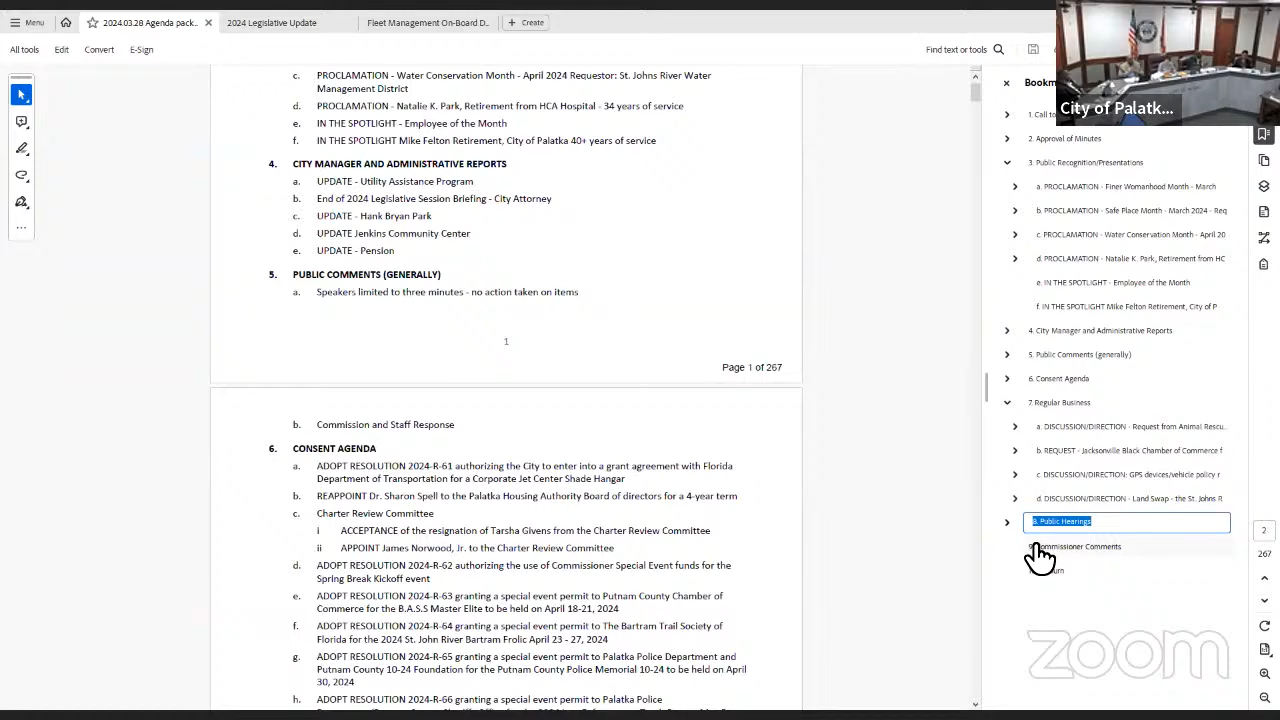 Menu
2024.03.28 Agenda pack...
2024 Legislative Update
Fleet Management On-Board D...
Create
All tools
Edit
Convert
E-Sign
Find text or tools
City of Palatk...
c. PROCLAMATION - Water Conservation Month - April 2024 Requestor: St. Johns River Water
Management District
d. PROCLAMATION - Natalie K. Park, Retirement from HCA Hospital - 34 years of service
e. IN THE SPOTLIGHT - Employee of the Month
f. IN THE SPOTLIGHT Mike Felton Retirement, City of Palatka 40+ years of service
4. CITY MANAGER AND ADMINISTRATIVE REPORTS
a. UPDATE - Utility Assistance Program
b. End of 2024 Legislative Session Briefing - City Attorney
c. UPDATE - Hank Bryan Park
d. UPDATE Jenkins Community Center
e. UPDATE - Pension
5. PUBLIC COMMENTS (GENERALLY)
a. Speakers limited to three minutes - no action taken on items
1
Page 1 of 267
b. Commission and Staff Response
6. CONSENT AGENDA
a. ADOPT RESOLUTION 2024-R-61 authorizing the City to enter into a grant agreement with Florida
Department of Transportation for a Corporate Jet Center Shade Hangar
b. REAPPOINT Dr. Sharon Spell to the Palatka Housing Authority Board of directors for a 4-year term
c. Charter Review Committee
i ACCEPTANCE of the resignation of Tarsha Givens from the Charter Review Committee
ii APPOINT James Norwood, Jr. to the Charter Review Committee
d. ADOPT RESOLUTION 2024-R-62 authorizing the use of Commissioner Special Event funds for the
Spring Break Kickoff event
e. ADOPT RESOLUTION 2024-R-63 granting a special event permit to Putnam County Chamber of
Commerce for the B.A.S.S Master Elite to be held on April 18-21, 2024
f. ADOPT RESOLUTION 2024-R-64 granting a special event permit to The Bartram Trail Society of
Florida for the 2024 St. John River Bartram Frolic April 23 - 27, 2024
g. ADOPT RESOLUTION 2024-R-65 granting a special event permit to Palatka Police Department and
Putnam County 10-24 Foundation for the Putnam County Police Memorial 10-24 to be held on April
30, 2024
h. ADOPT RESOLUTION 2024-R-66 granting a special event permit to Palatka Police
Bookm
1. Call to
2. Approval of Minutes
3. Public Recognition/Presentations
a. PROCLAMATION - Finer Womanhood Month - March
b. PROCLAMATION - Safe Place Month - March 2024 - Req
c. PROCLAMATION - Water Conservation Month - April 20
d. PROCLAMATION - Natalie K. Park, Retirement from HC
e. IN THE SPOTLIGHT - Employee of the Month
f. IN THE SPOTLIGHT Mike Felton Retirement, City of P
4. City Manager and Administrative Reports
5. Public Comments (generally)
6. Consent Agenda
7. Regular Business
a. DISCUSSION/DIRECTION - Request from Animal Rescu...
b. REQUEST - Jacksonville Black Chamber of Commerce f
c. DISCUSSION/DIRECTION: GPS devices/vehicle policy r
d. DISCUSSION/DIRECTION - Land Swap - the St. Johns R
8. Public Hearings
ommissioner Comments
urn
2
267
zoom